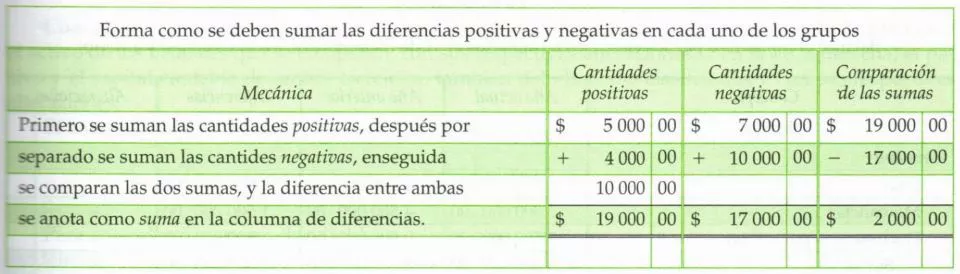 Forma como se deben sumar las diferencias positivas y negativas en cada uno de los grupos
Mecánica Cantidades positivas Cantidades negativas Comparación de las sumas
Primero se suman las cantidades positivas, después por $ 5 000 00 $ 7 000 00 $ 19 000 00
separado se suman las cantides negativas, enseguida + 4 000 00 + 10 000 00 − 17 000 00
se comparan las dos sumas, y la diferencia entre ambas 10 000 00
se anota como suma en la columna de diferencias. $ 19 000 00 $ 17 000 00 $ 2 000 00